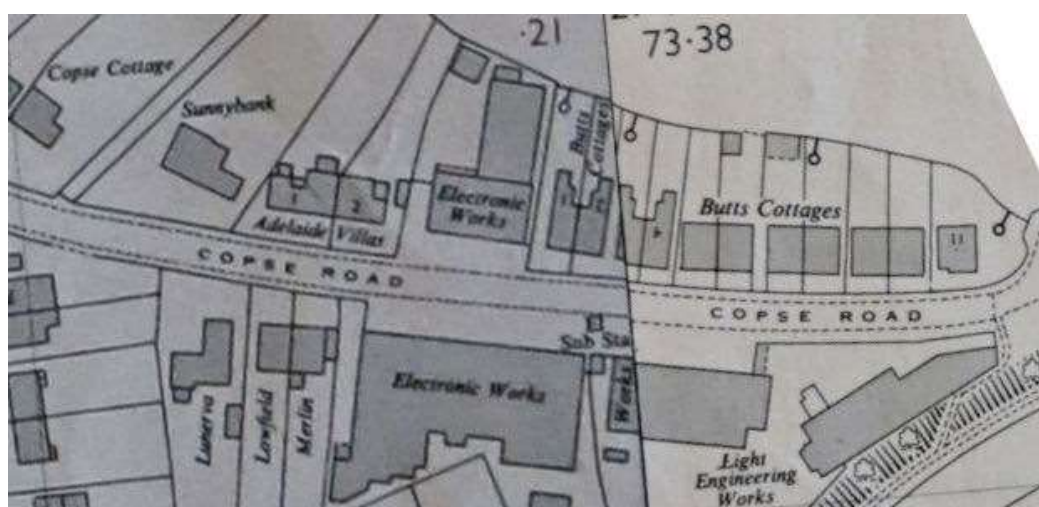 ·21
73·38
Copse Cottage
Sunnybank
Butts
Cottages
1
2
Adelaide Villas
Electronic
Works
1
4
Butts Cottages
11
COPSE ROAD
COPSE ROAD
Sub Sta
Electronic Works
Works
Lunerva
Lowfield
Merlin
Light
Engineering
Works